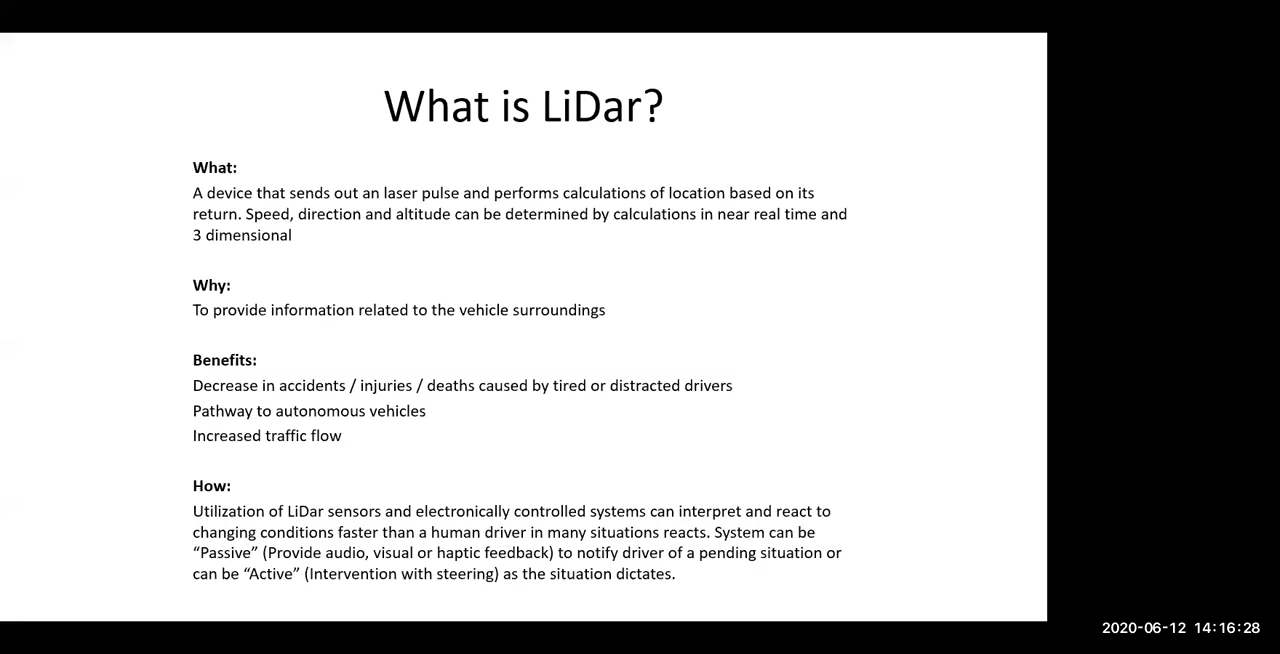 What is LiDar?
What:
A device that sends out an laser pulse and performs calculations of location based on its
return. Speed, direction and altitude can be determined by calculations in near real time and
3 dimensional
Why:
To provide information related to the vehicle surroundings
Benefits:
Decrease in accidents / injuries / deaths caused by tired or distracted drivers
Pathway to autonomous vehicles
Increased traffic flow
How:
Utilization of LiDar sensors and electronically controlled systems can interpret and react to
changing conditions faster than a human driver in many situations reacts. System can be
“Passive” (Provide audio, visual or haptic feedback) to notify driver of a pending situation or
can be “Active” (Intervention with steering) as the situation dictates.
2020-06-12 14:16:28